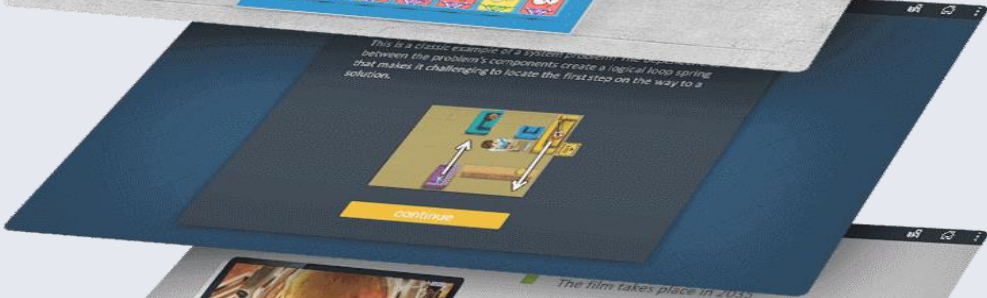 This is a classic example of a system problem. The
between the problem's components create a logical loop spring
that makes it challenging to locate the first step on the way to a
solution.
continue
The film takes place in 2035